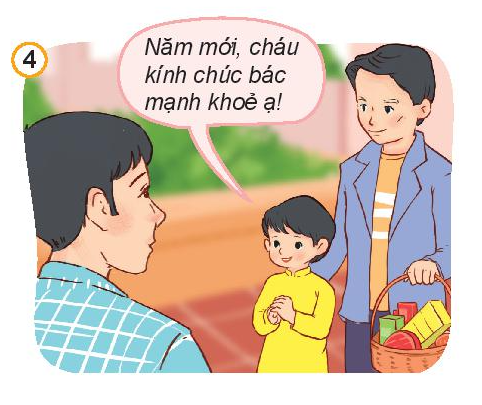 4
Năm mới, cháu
kính chúc bác
mạnh khoẻ ạ!